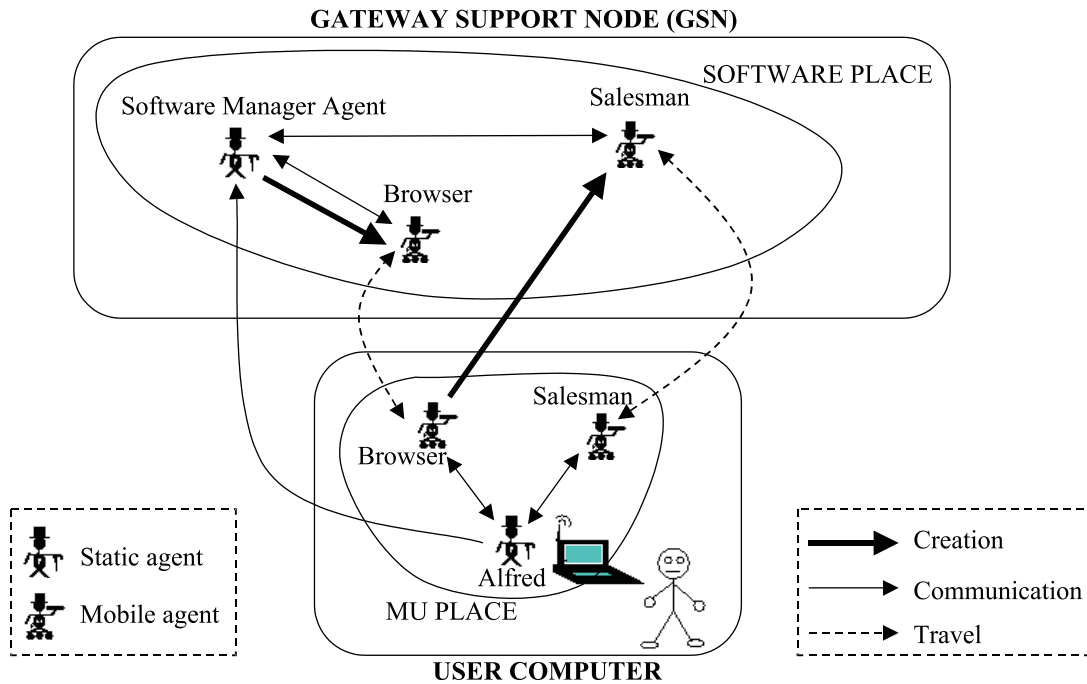 GATEWAY SUPPORT NODE (GSN)
SOFTWARE PLACE
Salesman
Software Manager Agent
Browser
Salesman
Browser
Alfred
MU PLACE
USER COMPUTER
Static agent
Mobile agent
Creation
Communication
Travel